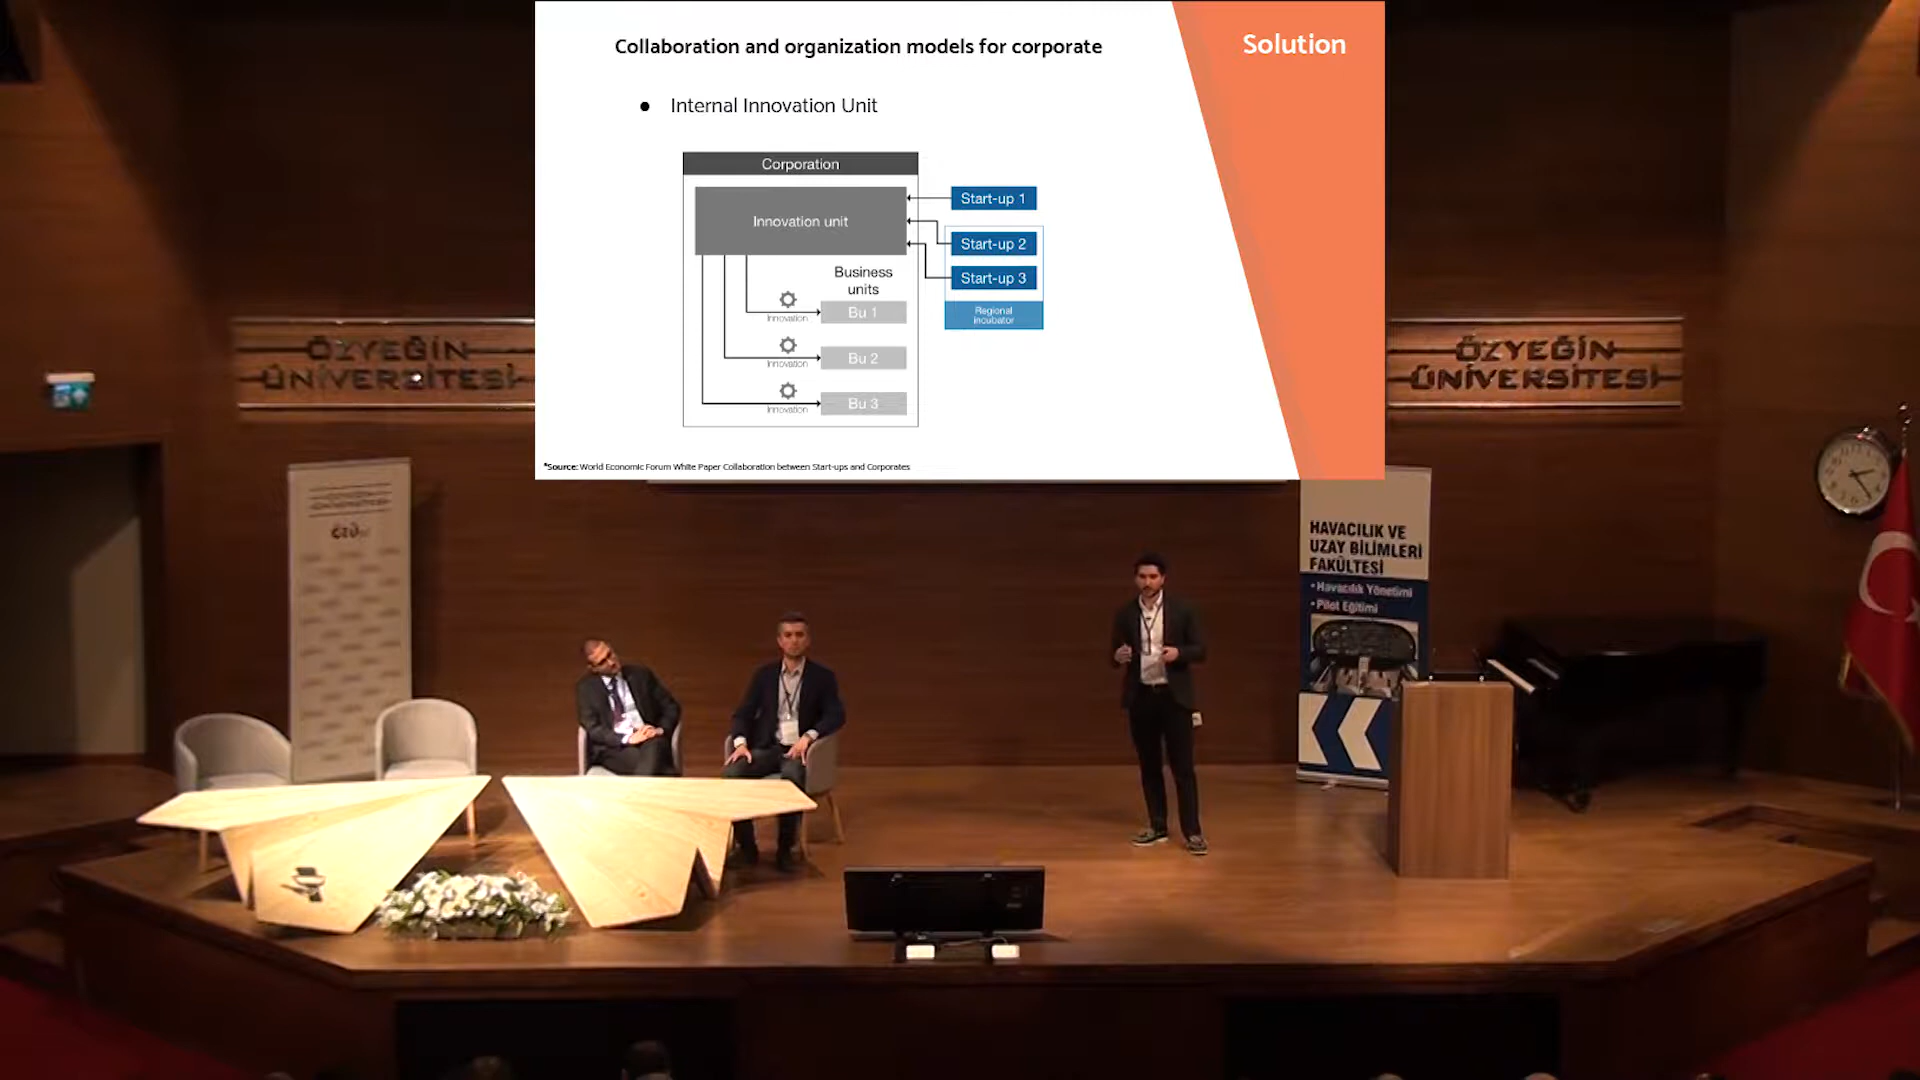 Collaboration and organization models for corporate
Solution
● Internal Innovation Unit
Corporation
Innovation unit
Start-up 1
Start-up 2
Start-up 3
Regional
incubator
Business
units
Innovation
Bu 1
Innovation
Bu 2
Innovation
Bu 3
*Source: World Economic Forum White Paper Collaboration between Start-ups and Corporates
ÖZYEĞİN
ÜNİVERSİTESİ
ÖZYEĞİN
ÜNİVERSİTESİ
HAVACILIK VE
UZAY BİLİMLERİ
FAKÜLTESİ
• Havacılık Yönetimi
• Pilot Eğitimi